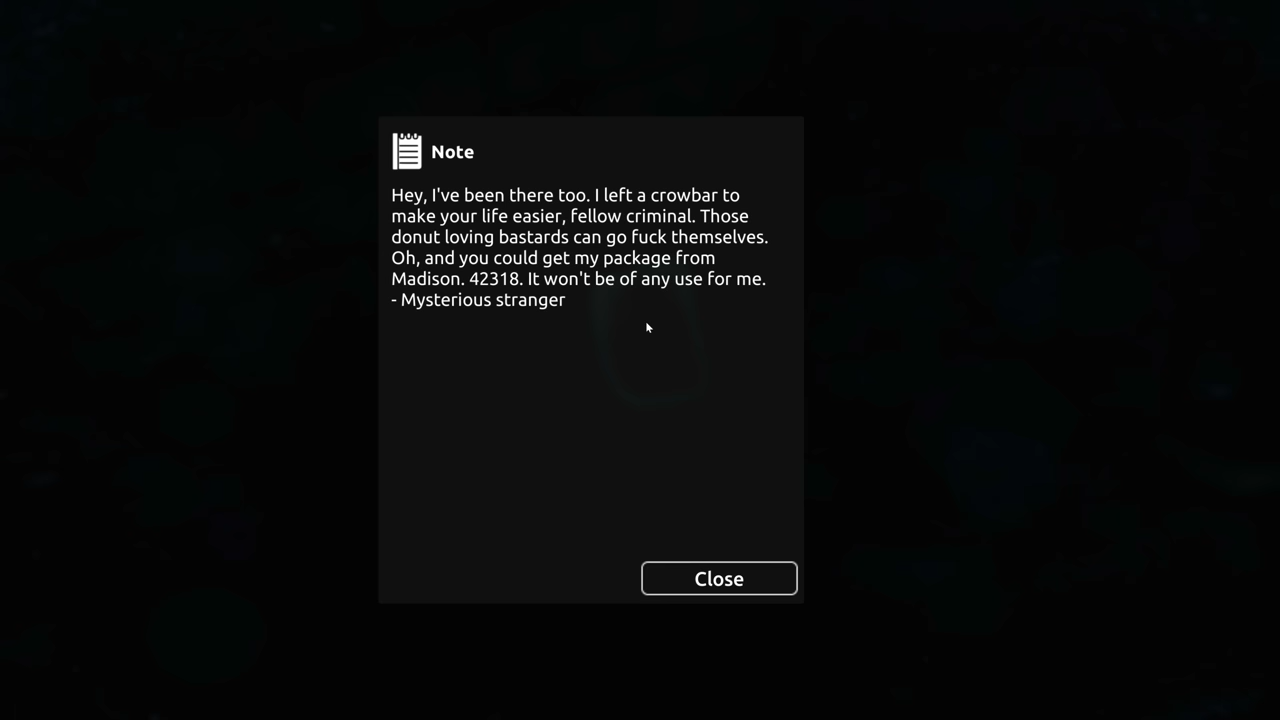 Note
Hey, I've been there too. I left a crowbar to
make your life easier, fellow criminal. Those
donut loving bastards can go fuck themselves.
Oh, and you could get my package from
Madison. 42318. It won't be of any use for me.
- Mysterious stranger
Close